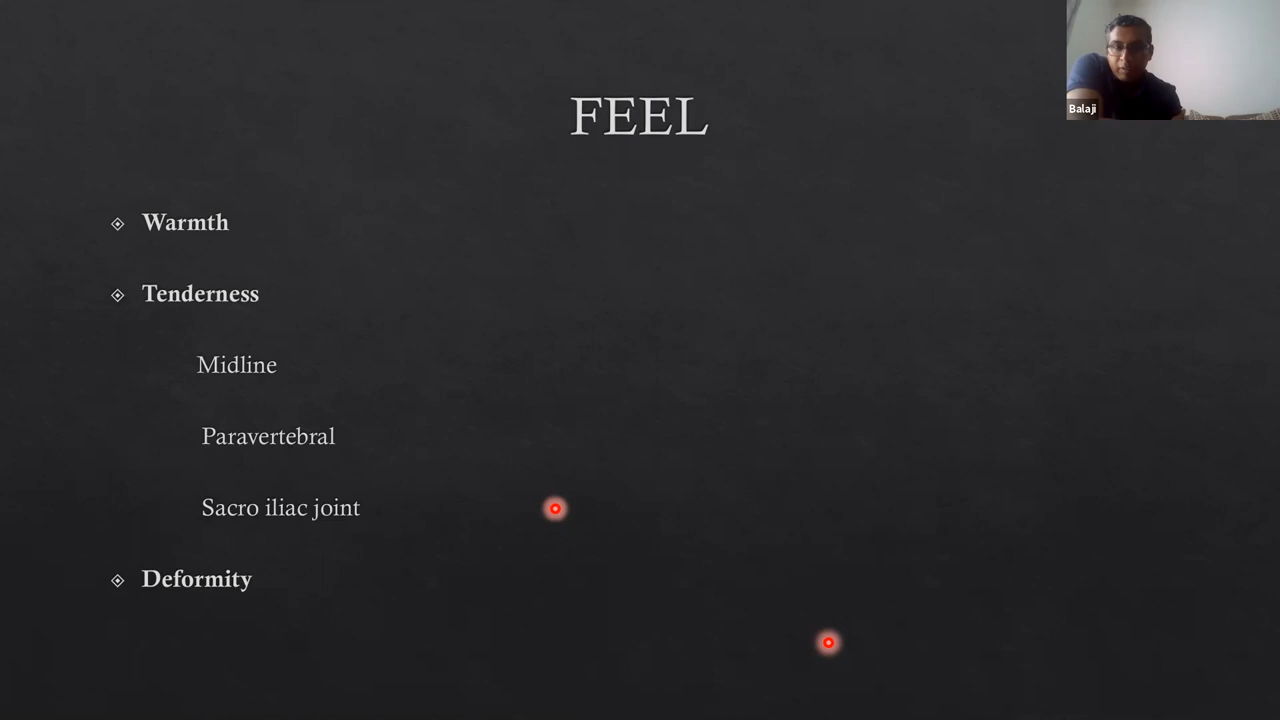 FEEL
Balaji
Warmth
Tenderness
Midline
Paravertebral
Sacro iliac joint
Deformity